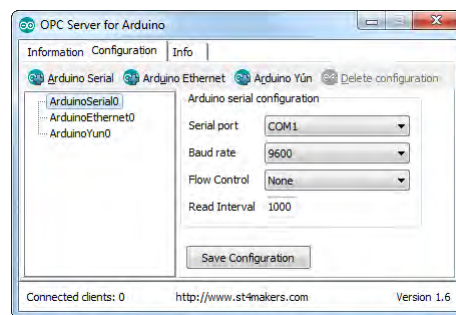 OPC Server for Arduino
Information Configuration Info
Arduino Serial Arduino Ethernet Arduino Yún Delete configuration
ArduinoSerial0
ArduinoEthernet0
ArduinoYun0
Arduino serial configuration
Serial port COM1
Baud rate 9600
Flow Control None
Read Interval 1000
Save Configuration
Connected clients: 0 http://www.st4makers.com Version 1.6